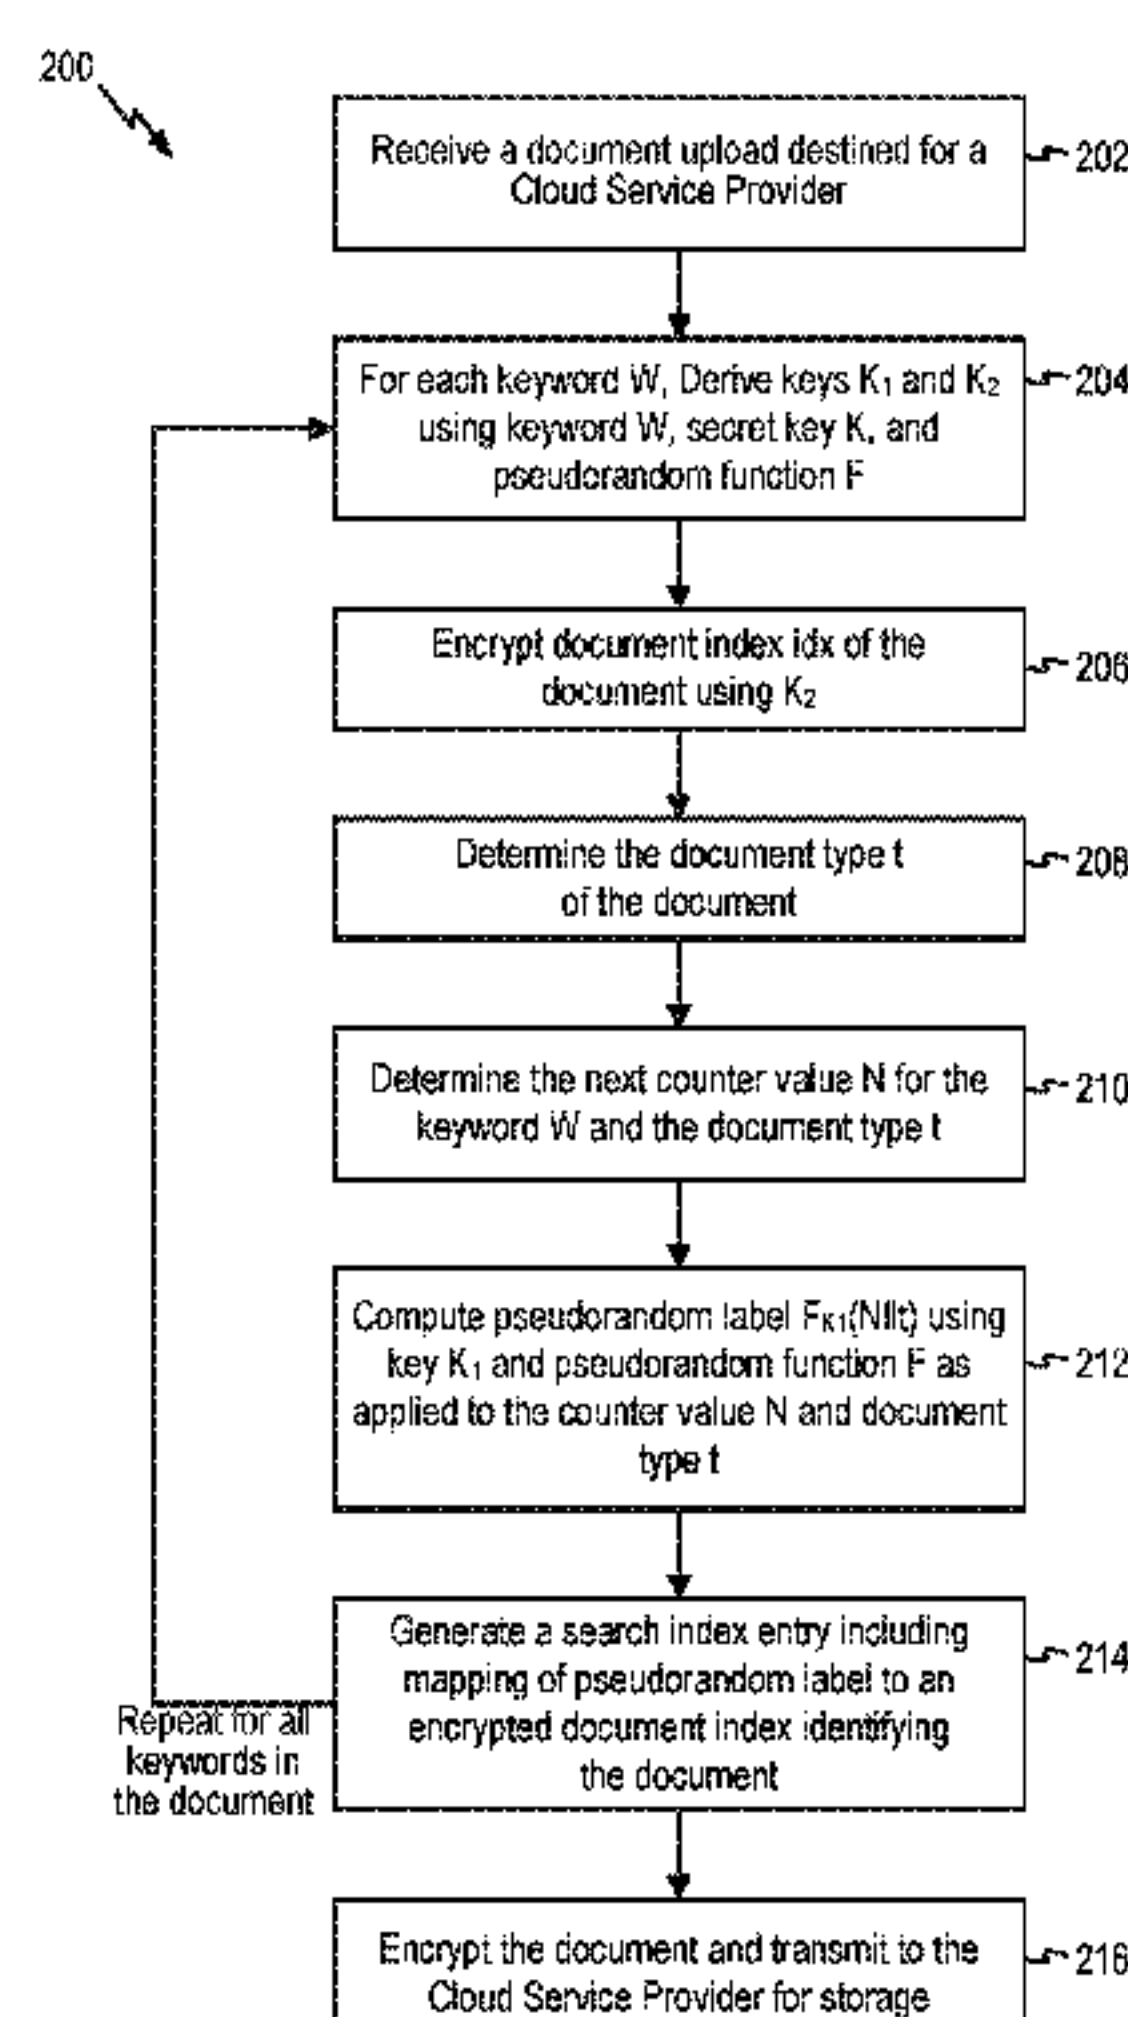 200
Receive a document upload destined for a
Cloud Service Provider
202
For each keyword W, Derive keys K₁ and K₂
using keyword W, secret key K, and
pseudorandom function F
204
Encrypt document index idx of the
document using K₂
206
Determine the document type t
of the document
208
Determine the next counter value N for the
keyword W and the document type t
210
Compute pseudorandom label Fₖ₁(N||t) using
key K₁ and pseudorandom function F as
applied to the counter value N and document
type t
212
Generate a search index entry including
mapping of pseudorandom label to an
encrypted document index identifying
the document
214
Repeat for all
keywords in
the document
Encrypt the document and transmit to the
Cloud Service Provider for storage
216